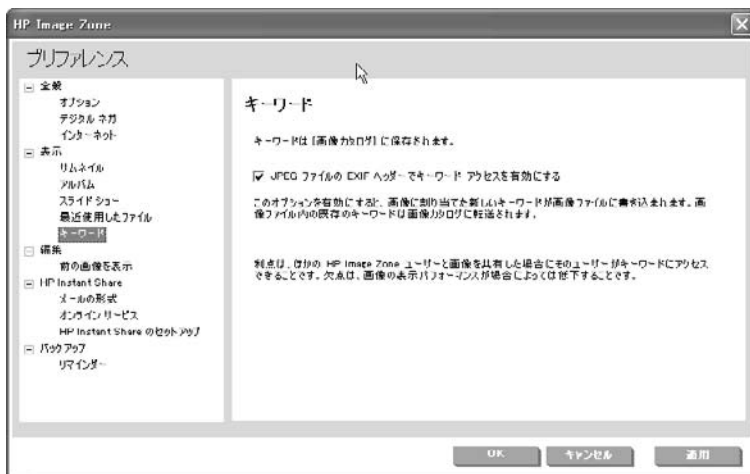 HP Image Zone
プリファレンス
全般
オプション
デジタル ネガ
インターネット
表示
サムネイル
アルバム
スライド ショー
最近使用したファイル
キーワード
編集
前の画像を表示
HP Instant Share
メールの形式
オンライン サービス
HP Instant Share のセットアップ
バックアップ
リマインダー
キーワード
キーワードは [画像カタログ] に保存されます。
JPEG ファイルの EXIF ヘッダーでキーワード アクセスを有効にする
このオプションを有効にすると、画像に割り当てた新しいキーワードが画像ファイルに書き込まれます。画
像ファイル内の既存のキーワードは画像カタログに転送されます。
利点は、ほかの HP Image Zone ユーザーと画像を共有した場合にそのユーザーがキーワードにアクセス
できることです。欠点は、画像の表示パフォーマンスが場合によっては低下することです。
OK
キャンセル
適用